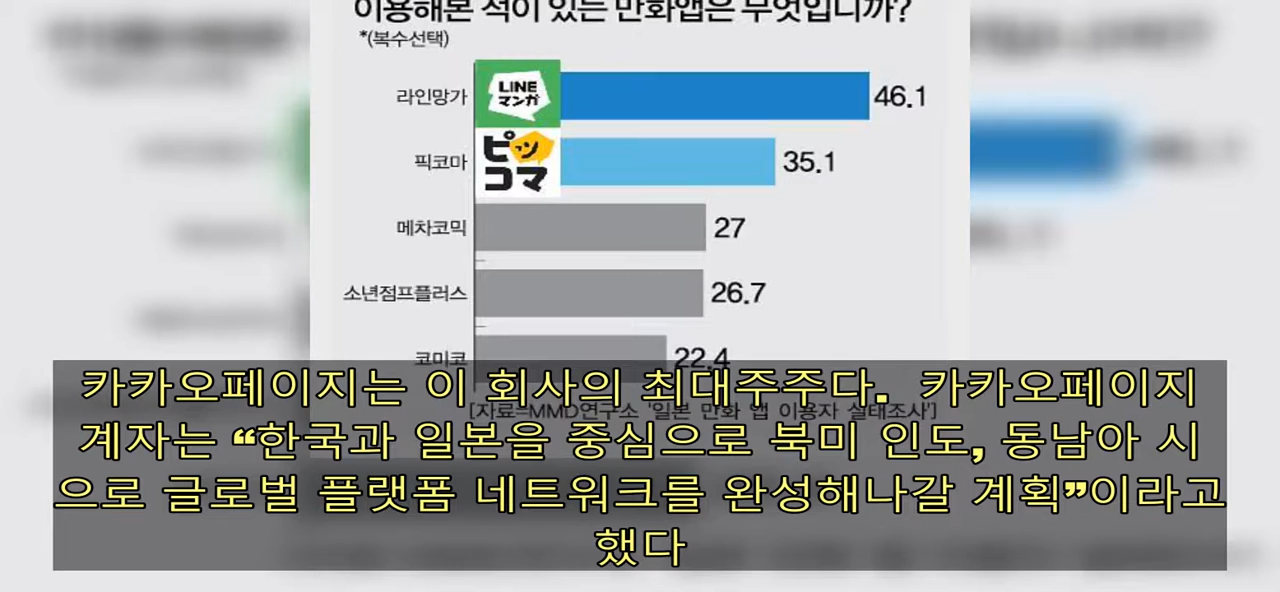 이용해본 적이 있는 만화앱은 무엇입니까?
*(복수선택)
라인망가 LINE マンガ 46.1
픽코마 ピッコマ 35.1
메차코믹 27
소년점프플러스 26.7
코미코 22.4
[자료=MMD연구소 '일본 만화 앱 이용자 실태조사']
카카오페이지는 이 회사의 최대주주다. 카카오페이지
계자는 “한국과 일본을 중심으로 북미 인도, 동남아 시
으로 글로벌 플랫폼 네트워크를 완성해나갈 계획”이라고
했다